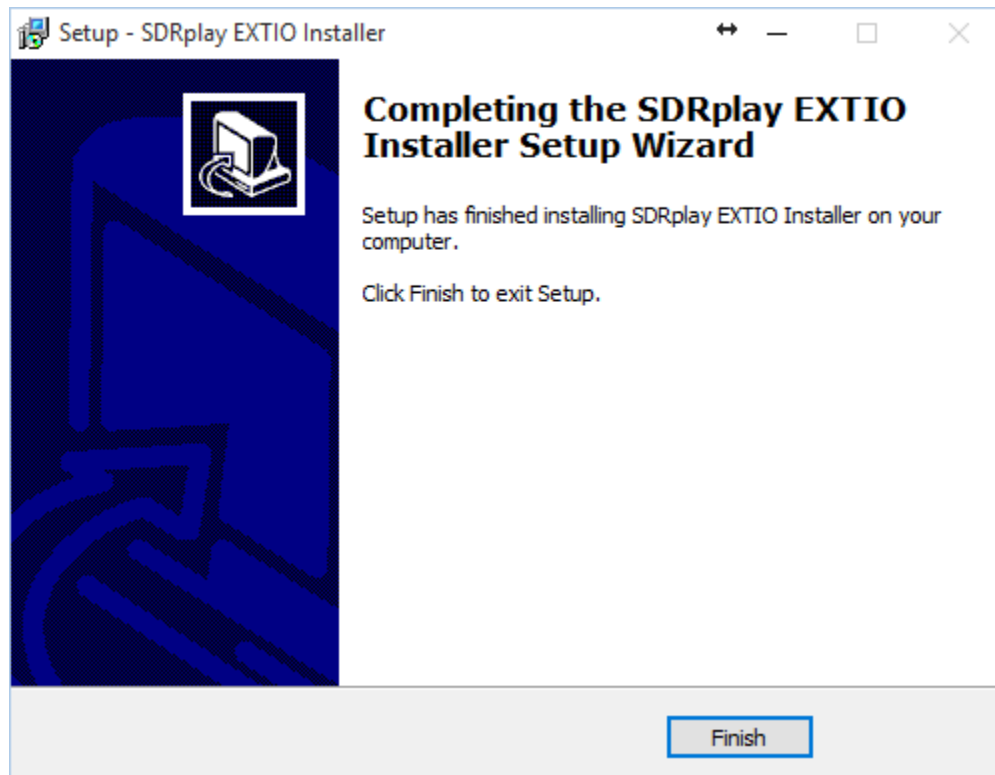 Setup - SDRplay EXTIO Installer
Completing the SDRplay EXTIO
Installer Setup Wizard
Setup has finished installing SDRplay EXTIO Installer on your
computer.
Click Finish to exit Setup.
Finish